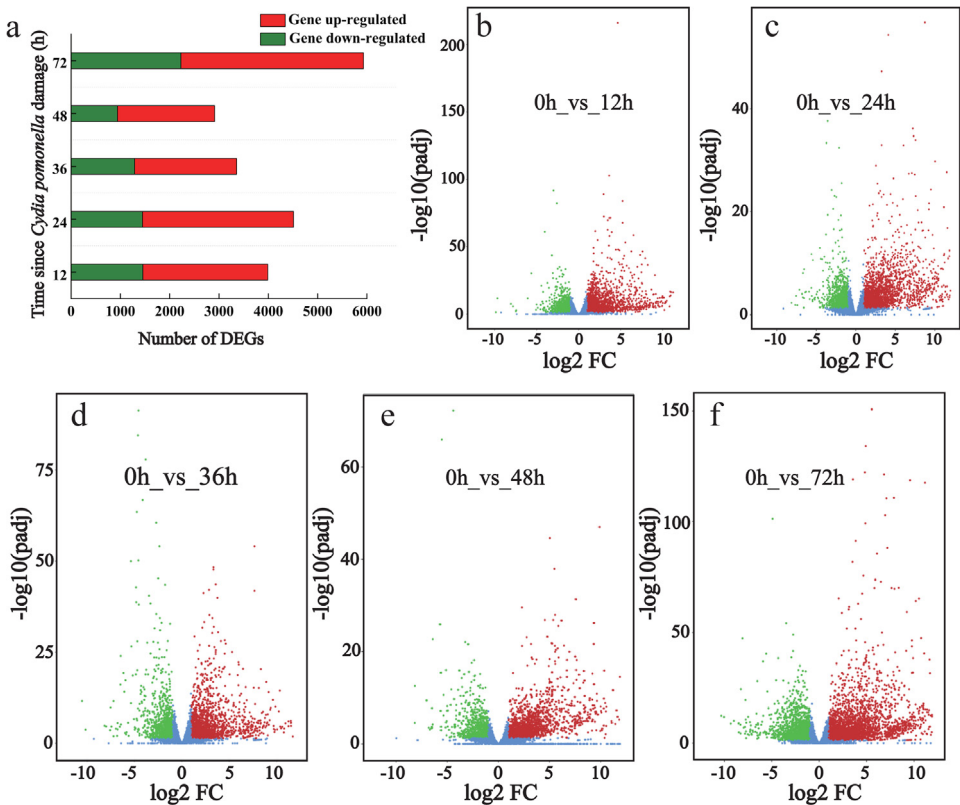 a
Gene up-regulated
Gene down-regulated
Time since Cydia pomonella damage (h)
72
48
36
24
12
0 1000 2000 3000 4000 5000 6000
Number of DEGs
b
0h_vs_12h
-log10(padj)
200
150
100
50
0
-10 -5 0 5 10
log2 FC
c
0h_vs_24h
-log10(padj)
40
20
0
-10 -5 0 5 10
log2 FC
d
0h_vs_36h
-log10(padj)
75
50
25
0
-10 -5 0 5 10
log2 FC
e
0h_vs_48h
-log10(padj)
60
40
20
0
-10 -5 0 5 10
log2 FC
f
0h_vs_72h
-log10(padj)
150
100
50
0
-10 -5 0 5 10
log2 FC